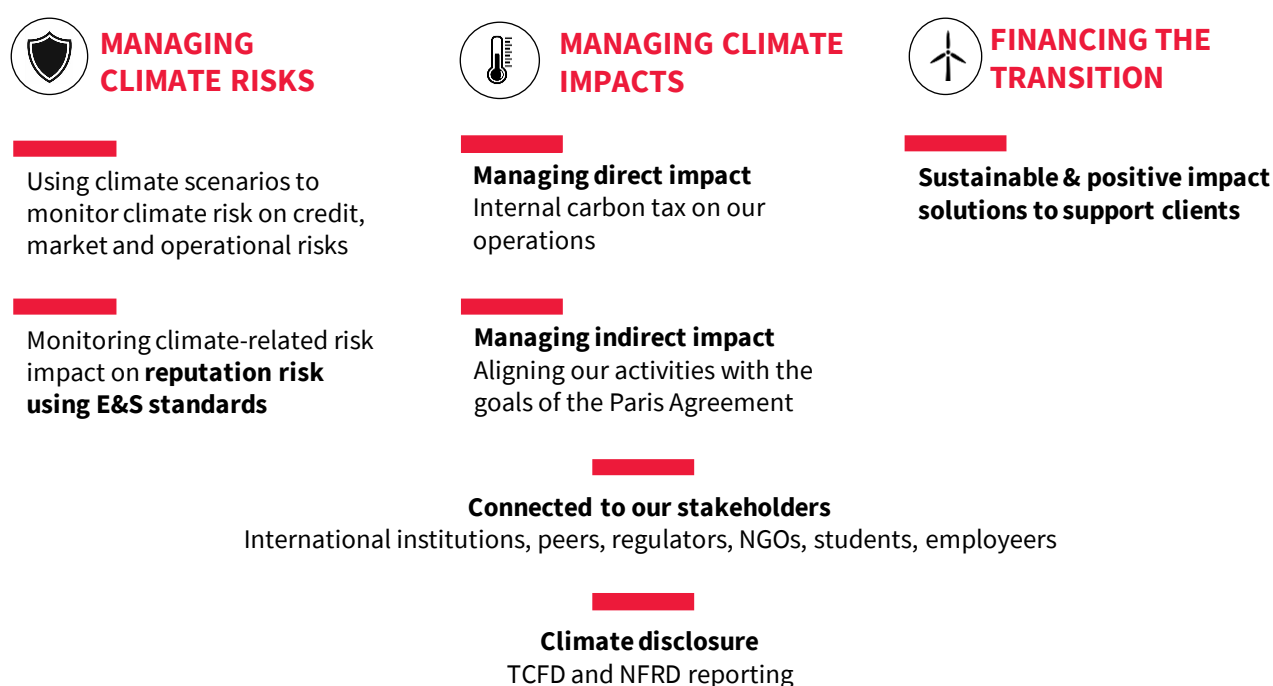 MANAGING
CLIMATE RISKS
Using climate scenarios to
monitor climate risk on credit,
market and operational risks
Monitoring climate-related risk
impact on reputation risk
using E&S standards
MANAGING CLIMATE
IMPACTS
Managing direct impact
Internal carbon tax on our
operations
Managing indirect impact
Aligning our activities with the
goals of the Paris Agreement
FINANCING THE
TRANSITION
Sustainable & positive impact
solutions to support clients
Connected to our stakeholders
International institutions, peers, regulators, NGOs, students, employeers
Climate disclosure
TCFD and NFRD reporting